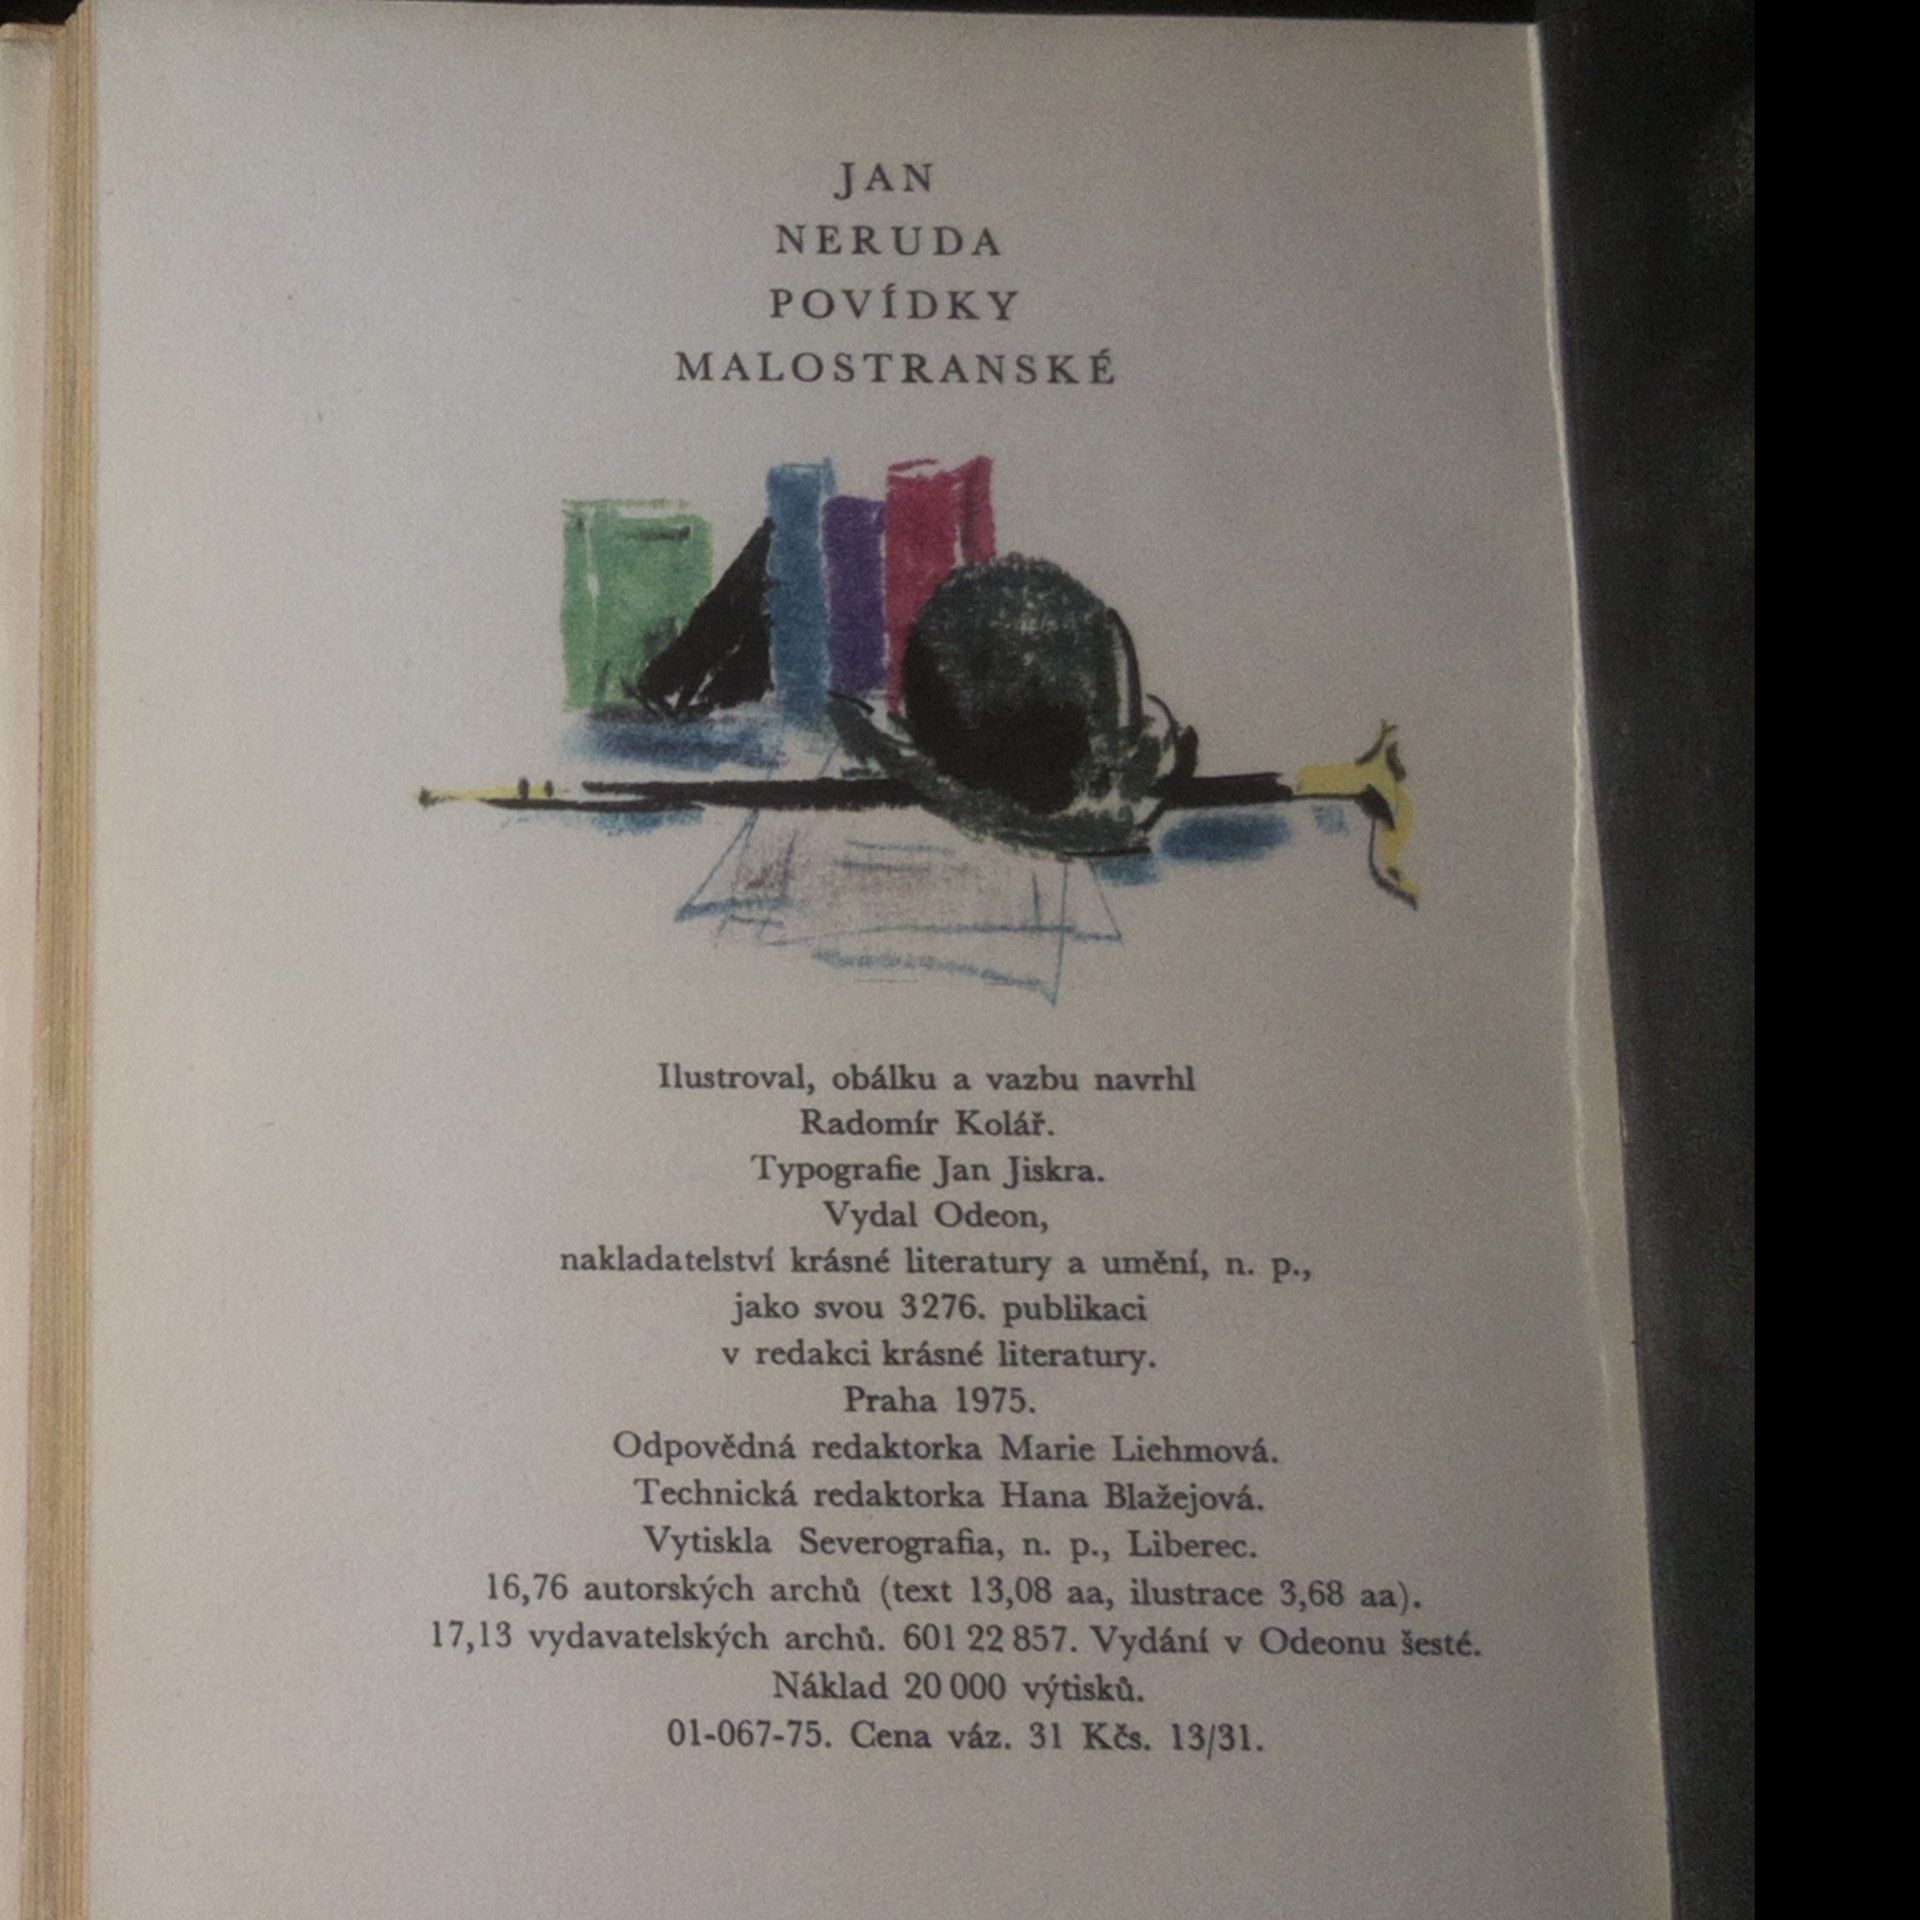 JAN
NERUDA
POVÍDKY
MALOSTRANSKÉ
Ilustroval, obálku a vazbu navrhl
Radomír Kolář.
Typografie Jan Jiskra.
Vydal Odeon,
nakladatelství krásné literatury a umění, n. p.,
jako svou 3276. publikaci
v redakci krásné literatury.
Praha 1975.
Odpovědná redaktorka Marie Liehmová.
Technická redaktorka Hana Blažejová.
Vytiskla Severografia, n. p., Liberec.
16,76 autorských archů (text 13,08 aa, ilustrace 3,68 aa).
17,13 vydavatelských archů. 601 22 857. Vydání v Odeonu šesté.
Náklad 20 000 výtisků.
01-067-75. Cena váz. 31 Kčs. 13/31.